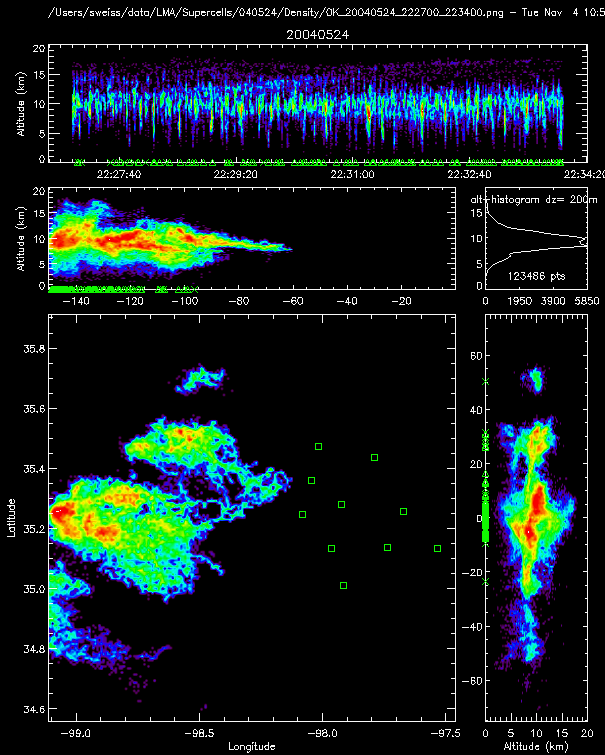 /Users/sweiss/data/LMA/Supercells/040524/Density/OK_20040524_222700_223400.png – Tue Nov 4 10:5
20040524
Altitude (km)
20
15
10
5
0
22:27:40 22:29:20 22:31:00 22:32:40 22:34:20
Altitude (km)
20
15
10
5
0
−140 −120 −100 −80 −60 −40 −20
alt-histogram dz= 200m
20
15
10
5
0
123486 pts
0 1950 3900 5850
Latitude
35.8
35.6
35.4
35.2
35.0
34.8
34.6
−99.0 −98.5 −98.0 −97.5
Longitude
60
40
20
0
−20
−40
−60
0 5 10 15 20
Altitude (km)